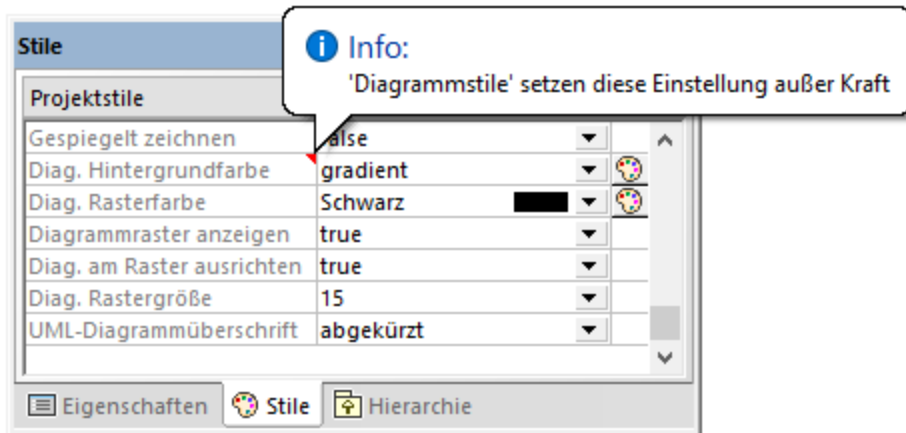 Stile
Info:
'Diagrammstile' setzen diese Einstellung außer Kraft
Projektstile
Gespiegelt zeichnen
Diag. Hintergrundfarbe gradient
Diag. Rasterfarbe Schwarz
Diagrammraster anzeigen true
Diag. am Raster ausrichten true
Diag. Rastergröße 15
UML-Diagrammüberschrift abgekürzt
Eigenschaften Stile Hierarchie